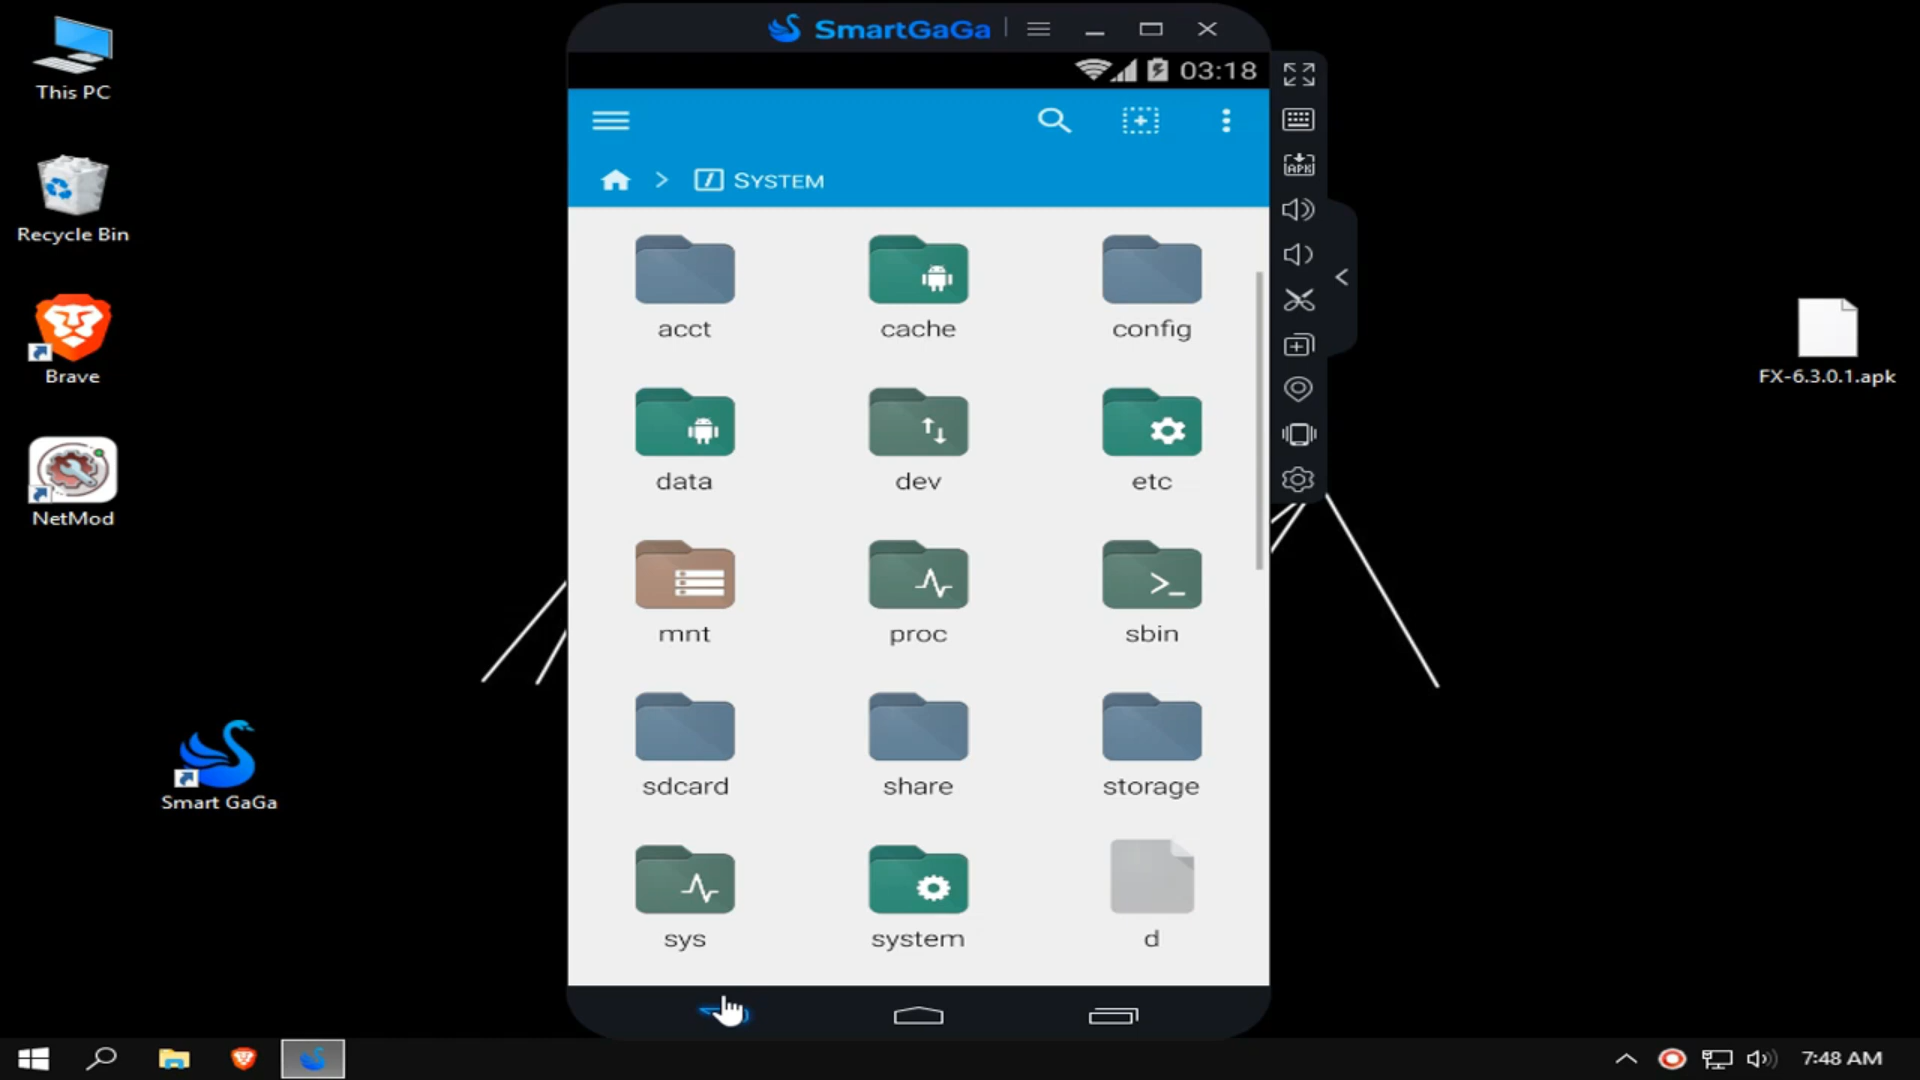 This PC
Recycle Bin
Brave
NetMod
Smart GaGa
SmartGaGa
03:18
> SYSTEM
acct
cache
config
data
dev
etc
mnt
proc
sbin
sdcard
share
storage
sys
system
d
APK
FX-6.3.0.1.apk
7:48 AM